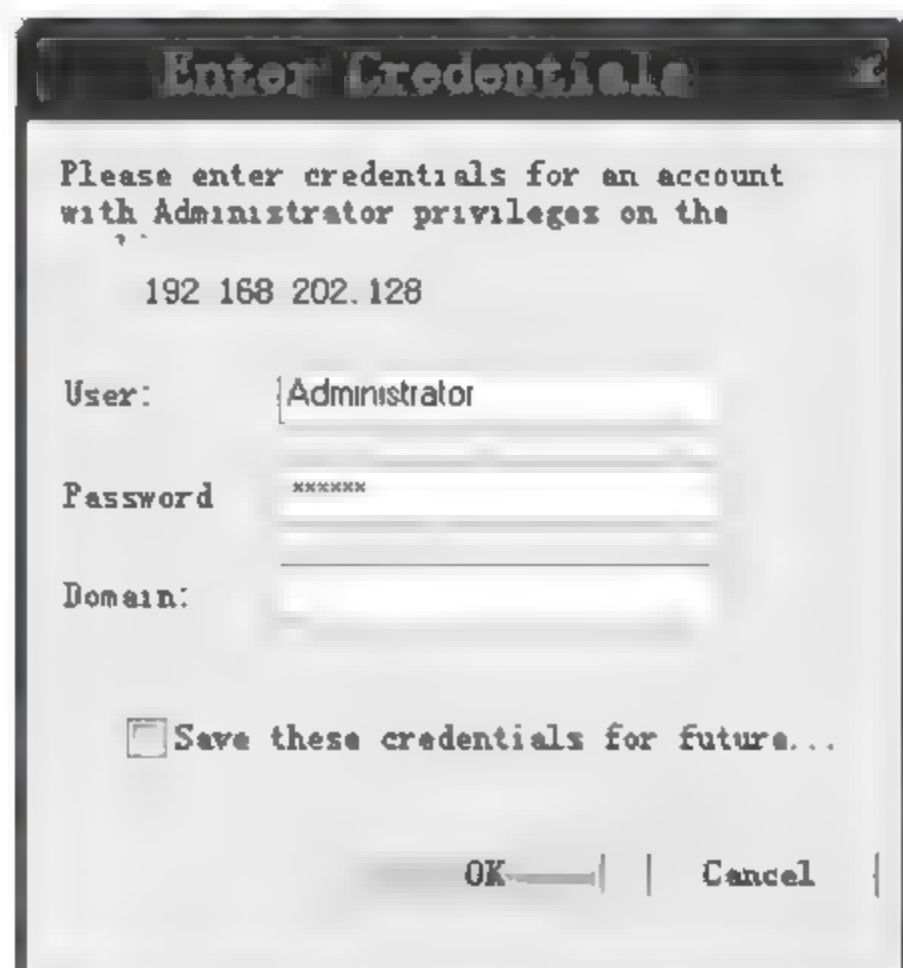 Enter Credentials
Please enter credentials for an account
with Administrator privileges on the
192 168 202.128
User:
Administrator
Password
××××××
Domain:
Save these credentials for future...
OK
Cancel